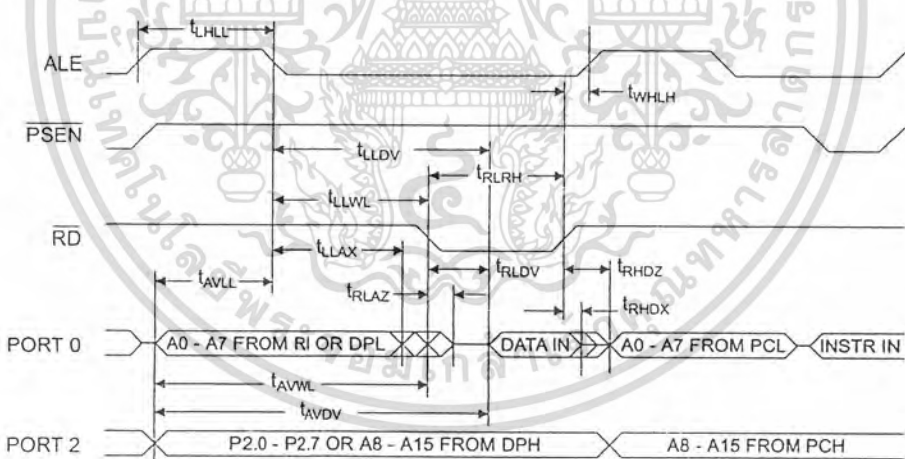 tLHLL
ALE
tWHLH
PSEN
tLLDV
tRLRH
tLLWL
RD
tLLAX
tRLDV
tRHDZ
tAVLL
tRLAZ
tRHDX
PORT 0
A0 - A7 FROM RI OR DPL
DATA IN
A0 - A7 FROM PCL
INSTR IN
tAVWL
tAVDV
PORT 2
P2.0 - P2.7 OR A8 - A15 FROM DPH
A8 - A15 FROM PCH